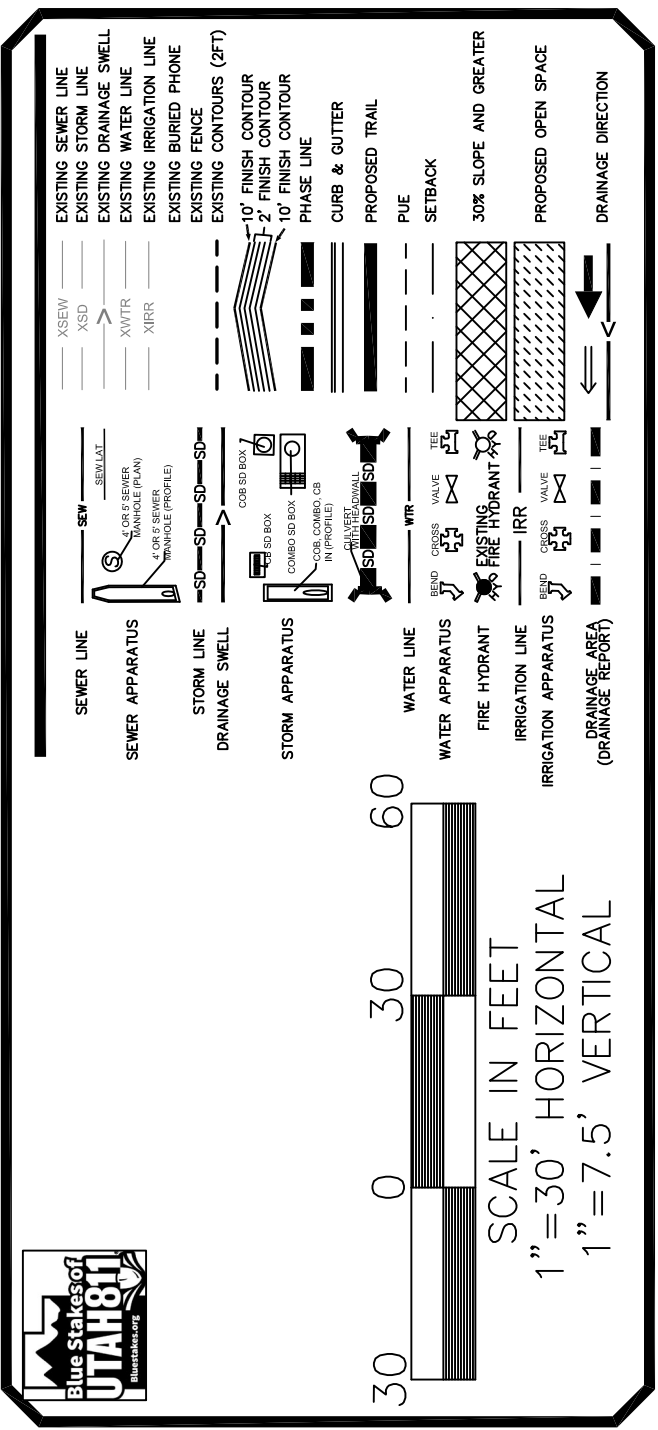 Blue Stakes of
UTAH 811
Bluestakes.org
30 0 30 60
SCALE IN FEET
1"=30' HORIZONTAL
1"=7.5' VERTICAL
SEWER LINE
SEW
SEWER APPARATUS
SEW LAT
4' OR 5' SEWER
MANHOLE (PLAN)
S
4' OR 5' SEWER
MANHOLE (PROFILE)
STORM LINE
SD SD SD SD
DRAINAGE SWELL
>
STORM APPARATUS
COB SD BOX
CB SD BOX
COMBO SD BOX
COB, COMBO, CB
IN (PROFILE)
CULVERT
WITH HEADWALL
SD SD SD
WATER LINE
WTR
WATER APPARATUS
BEND CROSS VALVE TEE
FIRE HYDRANT
EXISTING
FIRE HYDRANT
IRRIGATION LINE
IRR
IRRIGATION APPARATUS
BEND CROSS VALVE TEE
DRAINAGE AREA
(DRAINAGE REPORT)
XSEW EXISTING SEWER LINE
XSD EXISTING STORM LINE
> EXISTING DRAINAGE SWELL
XWTR EXISTING WATER LINE
XIRR EXISTING IRRIGATION LINE
EXISTING BURIED PHONE
EXISTING FENCE
EXISTING CONTOURS (2FT)
10' FINISH CONTOUR
2' FINISH CONTOUR
10' FINISH CONTOUR
PHASE LINE
CURB & GUTTER
PROPOSED TRAIL
PUE
SETBACK
30% SLOPE AND GREATER
PROPOSED OPEN SPACE
DRAINAGE DIRECTION
<